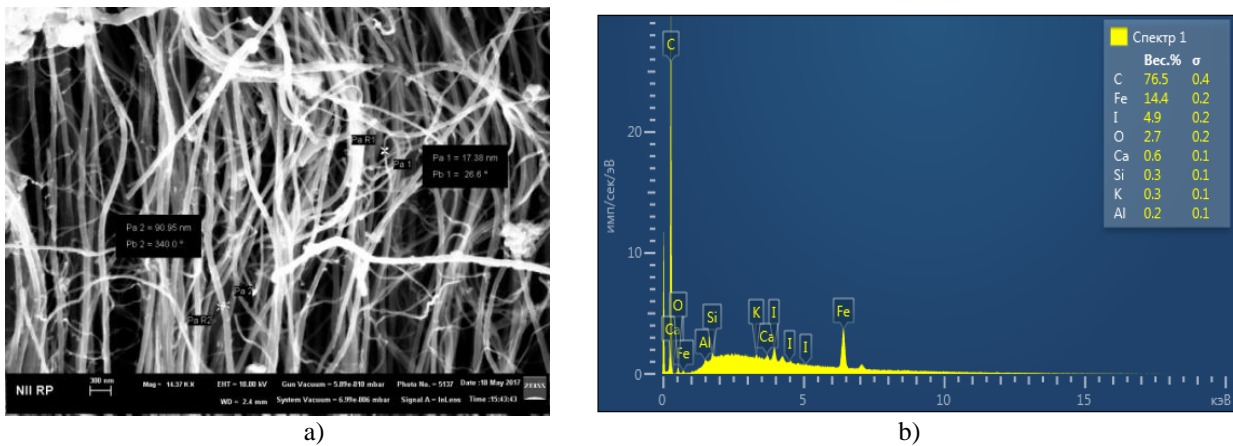 Pa R1
Pa 1
Pa 1 = 17.38 nm
Pb 1 = 26.6 °
Pa 2 = 90.95 nm
Pb 2 = 340.0 °
Pa 2
Pa R2
NII RP
300 nm
Mag = 14.37 K X
EHT = 10.00 kV
WD = 2.4 mm
Gun Vacuum = 5.89e-010 mbar
System Vacuum = 6.99e-006 mbar
Photo No. = 5137
Signal A = InLens
Date :18 May 2017
Time :15:43:43
ZEISS
a)
Спектр 1
Вес.% σ
C 76.5 0.4
Fe 14.4 0.2
I 4.9 0.2
O 2.7 0.2
Ca 0.6 0.1
Si 0.3 0.1
K 0.3 0.1
Al 0.2 0.1
имп/сек/эВ
20
10
0
C
O
Ca
Fe
Al
Si
K
Ca
I
I
I
Fe
0 5 10 15 кэВ
b)